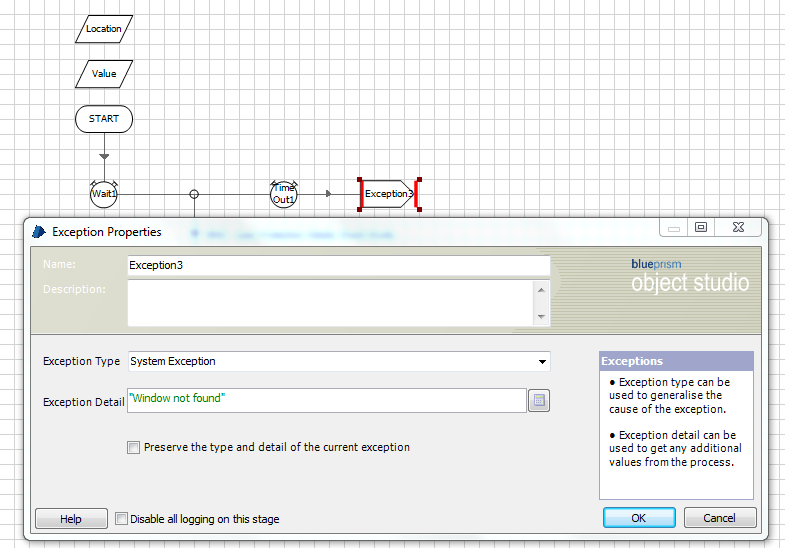 Location
Value
START
Wait1
Time
Out1
Exception3
Exception Properties
Name:
Exception3
Description:
blueprism
object studio
Exception Type
System Exception
Exception Detail
"Window not found"
Preserve the type and detail of the current exception
Exceptions
● Exception type can be
used to generalise the
cause of the exception.
● Exception detail can be
used to get any additional
values from the process.
Help
Disable all logging on this stage
OK
Cancel